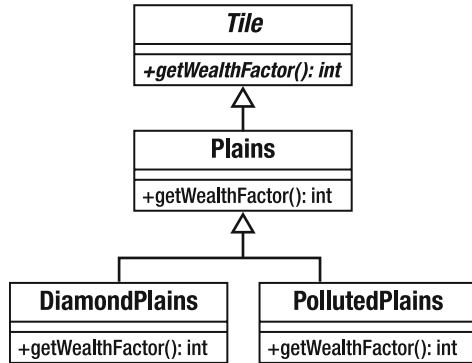 Tile
+getWealthFactor(): int
Plains
+getWealthFactor(): int
DiamondPlains
+getWealthFactor(): int
PollutedPlains
+getWealthFactor(): int